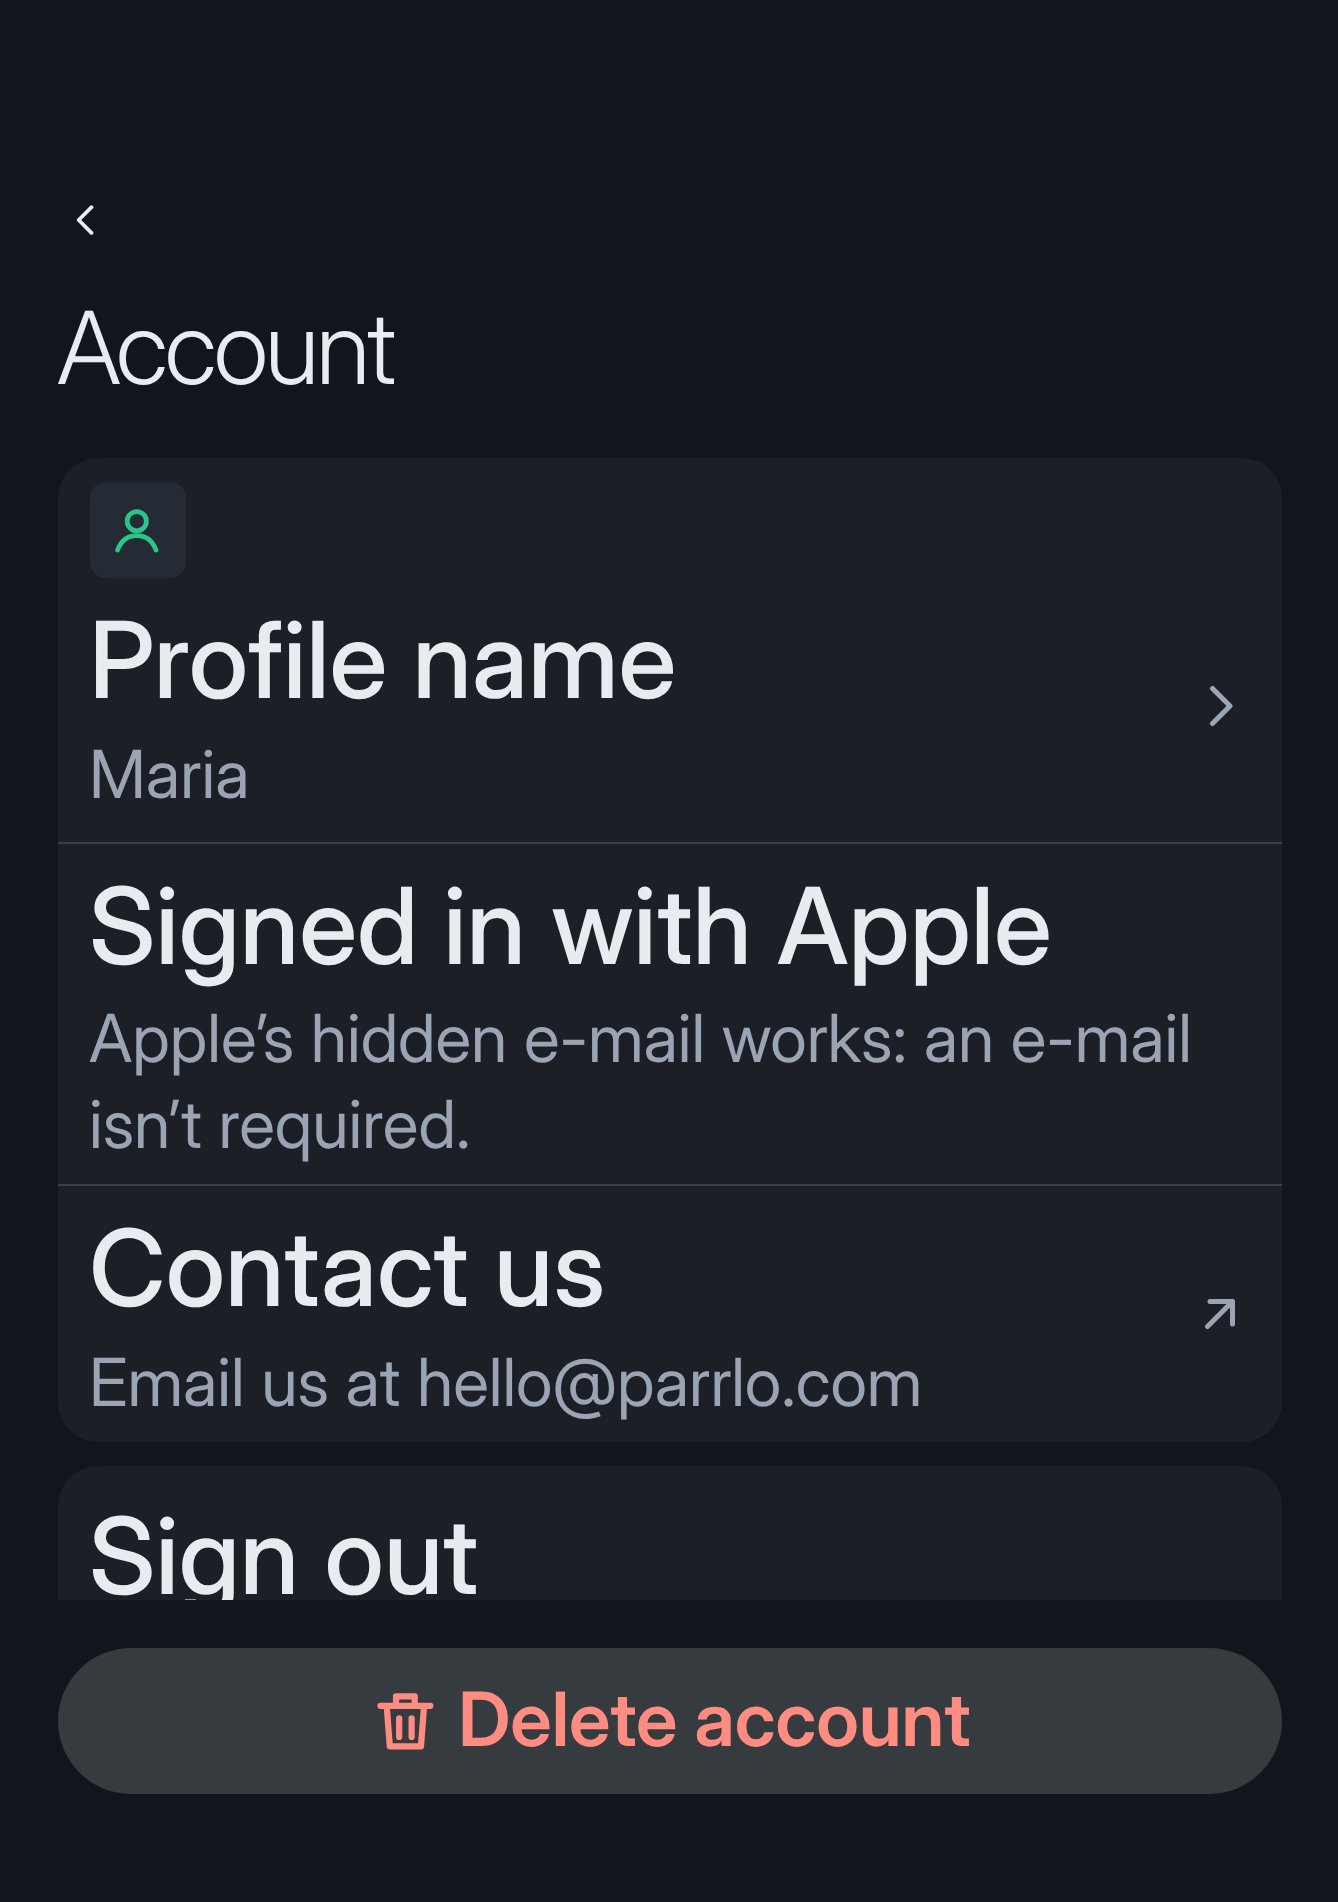 Account
Profile name
Maria
Signed in with Apple
Apple’s hidden e-mail works: an e-mail
isn’t required.
Contact us
Email us at hello@parrlo.com
Sign out
Delete account